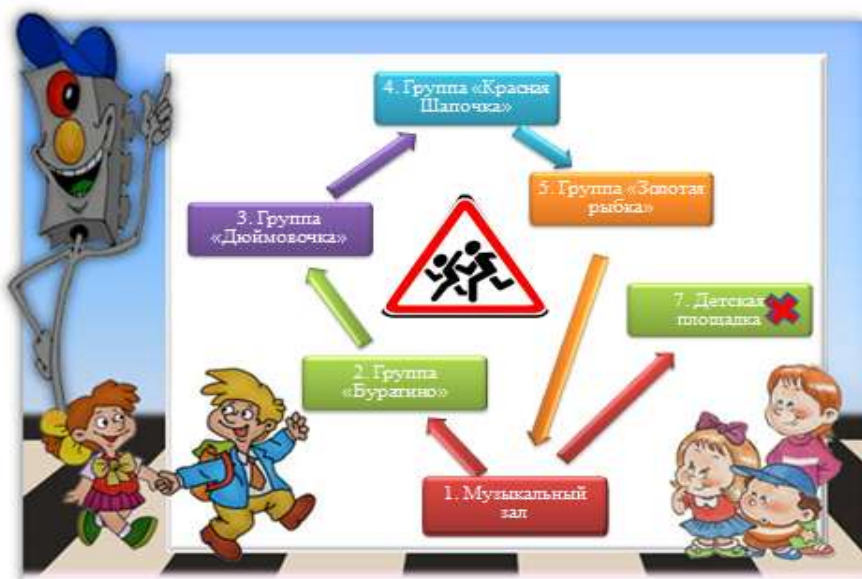 4. Группа «Красная
Шапочка»
5. Группа «Золотая
рыбка»
3. Группа
«Дюймовочка»
7. Детская
площадка
2. Группа
«Буратино»
1. Музыкальный
зал